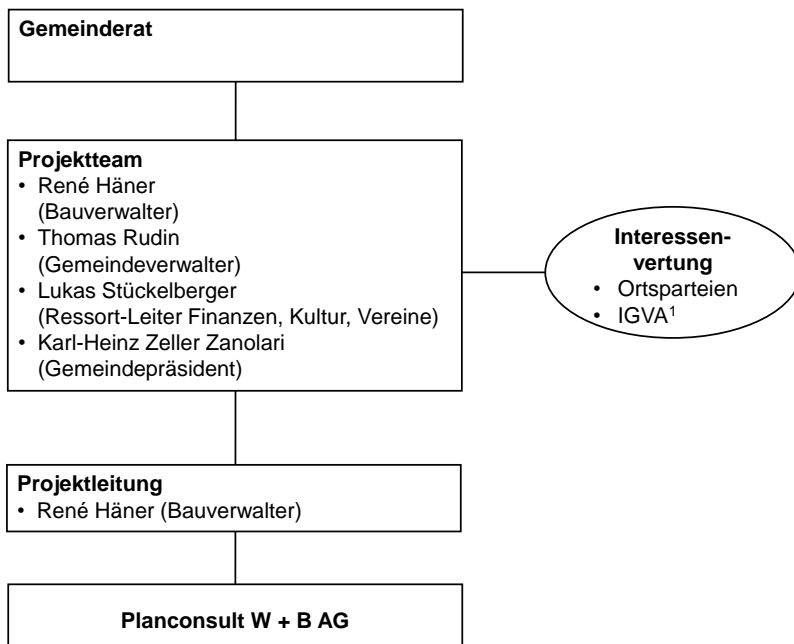 Gemeinderat
Projektteam
• René Häner
(Bauverwalter)
• Thomas Rudin
(Gemeindeverwalter)
• Lukas Stückelberger
(Ressort-Leiter Finanzen, Kultur, Vereine)
• Karl-Heinz Zeller Zanolari
(Gemeindepräsident)
Interessen-
vertung
• Ortsparteien
• IGVA¹
Projektleitung
• René Häner (Bauverwalter)
Planconsult W + B AG